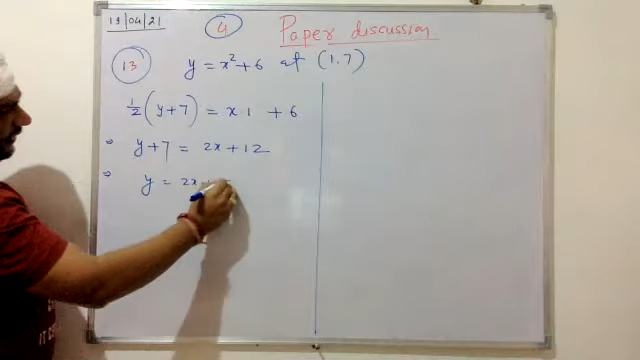 19/04/21
4
Paper discussion
13
y = x² + 6 at (1.7)
½(y+7) = x 1 + 6
⇒ y + 7 = 2x + 12
⇒ y = 2x +